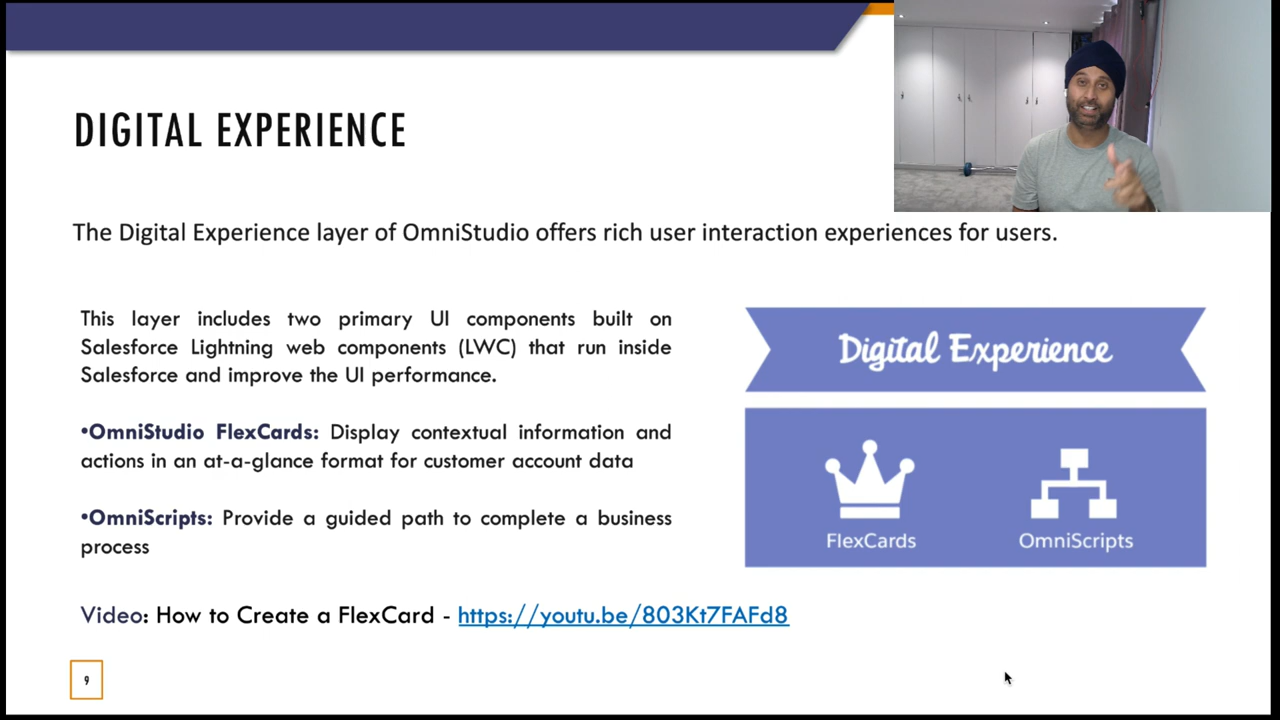 DIGITAL EXPERIENCE
The Digital Experience layer of OmniStudio offers rich user interaction experiences for users.
This layer includes two primary UI components built on
Salesforce Lightning web components (LWC) that run inside
Salesforce and improve the UI performance.
•OmniStudio FlexCards: Display contextual information and
actions in an at-a-glance format for customer account data
•OmniScripts: Provide a guided path to complete a business
process
Digital Experience
FlexCards
OmniScripts
Video: How to Create a FlexCard - https://youtu.be/803Kt7FAFd8
9